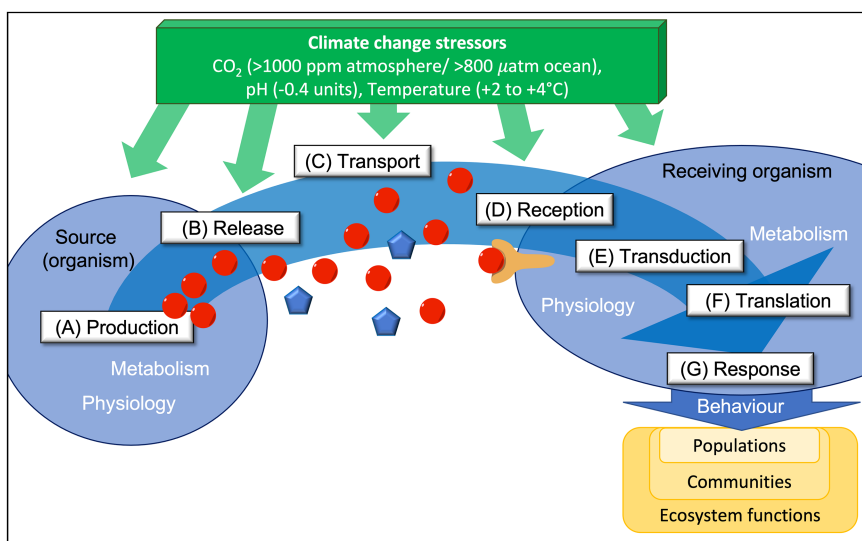 Climate change stressors
CO₂ (>1000 ppm atmosphere/ >800 µatm ocean),
pH (-0.4 units), Temperature (+2 to +4°C)
(C) Transport
Receiving organism
(B) Release
(D) Reception
Source
(organism)
Metabolism
(E) Transduction
(A) Production
Physiology
(F) Translation
Metabolism
(G) Response
Physiology
Behaviour
Populations
Communities
Ecosystem functions